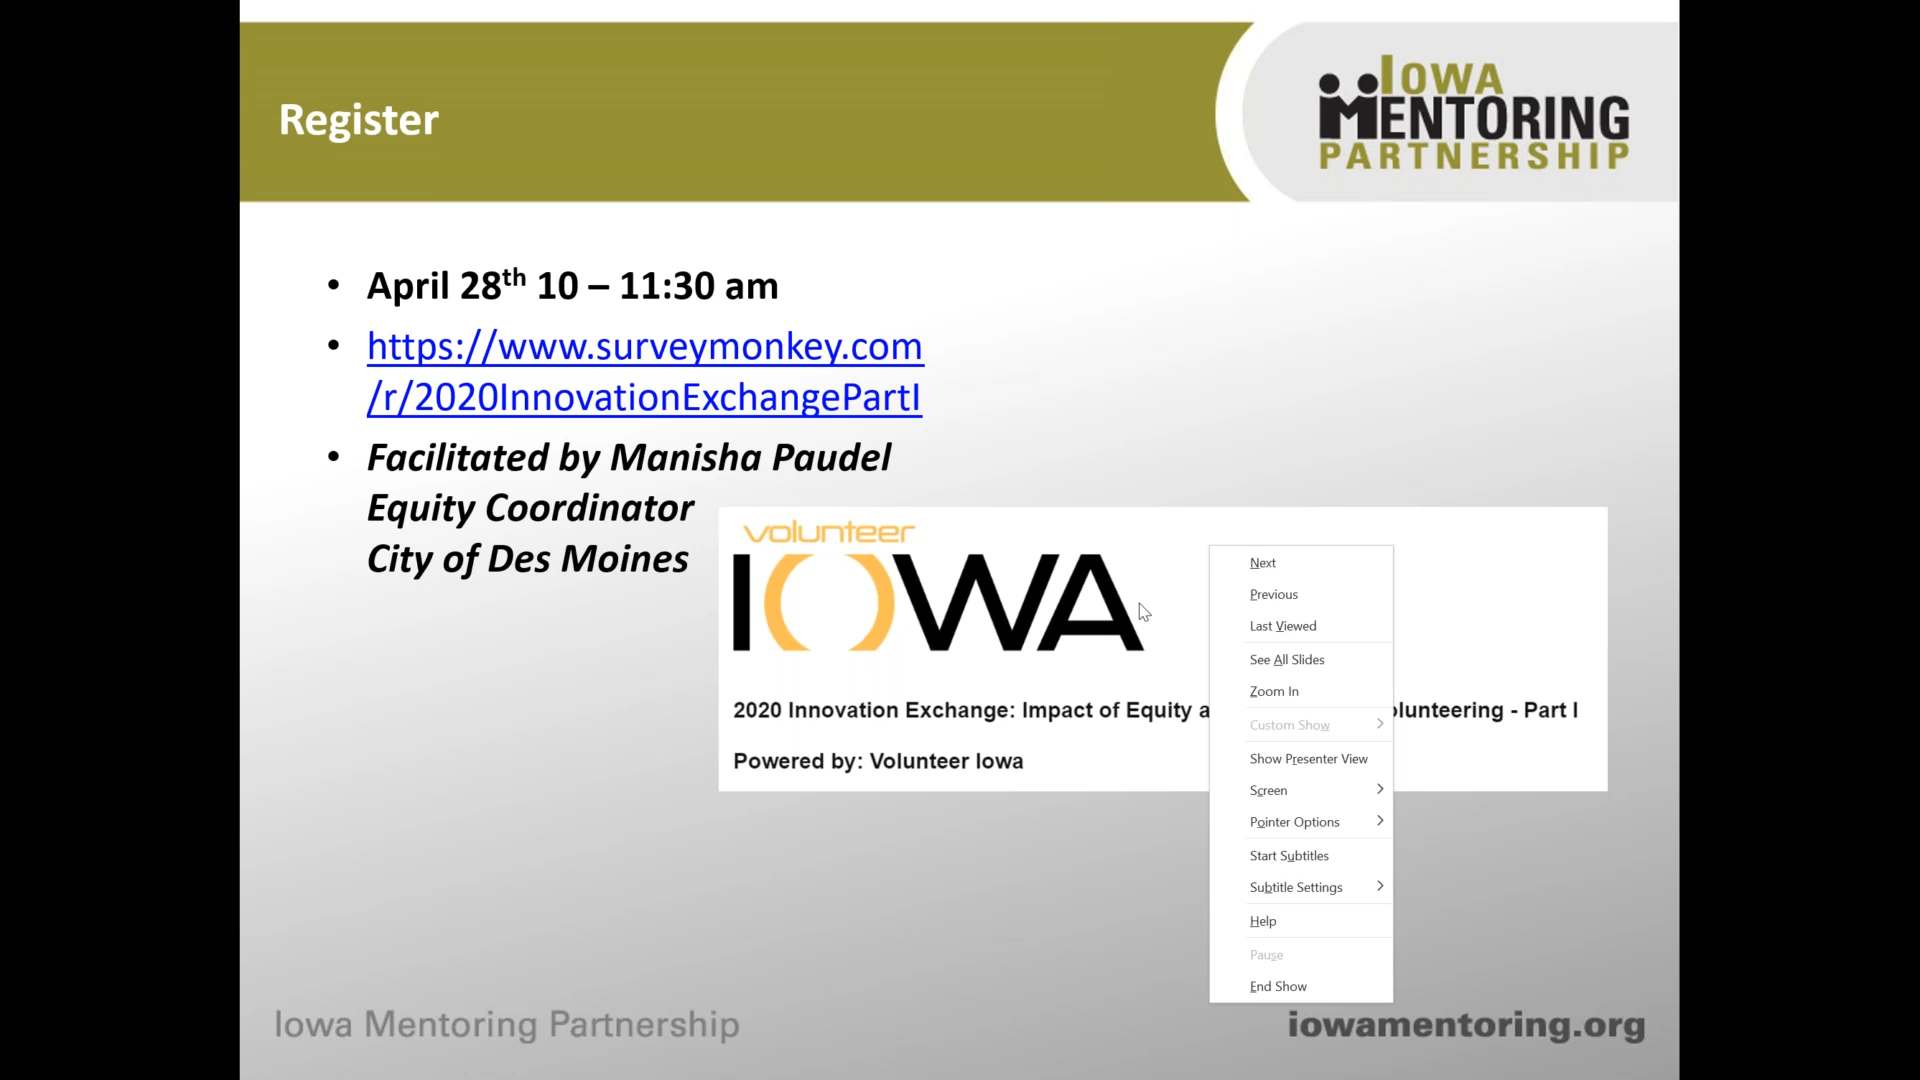 Register
IOWA
MENTORING
PARTNERSHIP
• April 28th 10 – 11:30 am
• https://www.surveymonkey.com
/r/2020InnovationExchangePartI
• Facilitated by Manisha Paudel
Equity Coordinator
City of Des Moines
volunteer
IOWA
2020 Innovation Exchange: Impact of Equity a
lunteering - Part I
Powered by: Volunteer Iowa
Next
Previous
Last Viewed
See All Slides
Zoom In
Custom Show
Show Presenter View
Screen
Pointer Options
Start Subtitles
Subtitle Settings
Help
Pause
End Show
Iowa Mentoring Partnership
iowamentoring.org